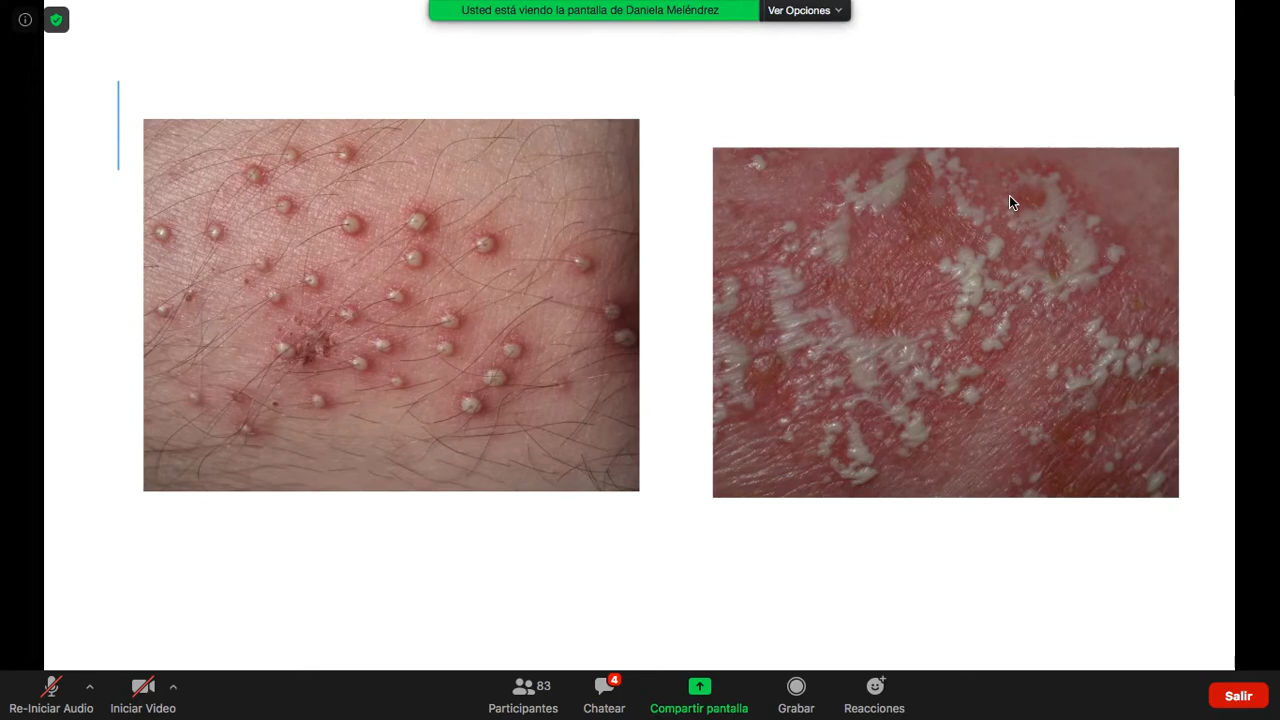 Usted está viendo la pantalla de Daniela Meléndrez
Ver Opciones
Re-Iniciar Audio
Iniciar Video
83
Participantes
4
Chatear
Compartir pantalla
Grabar
Reacciones
Salir